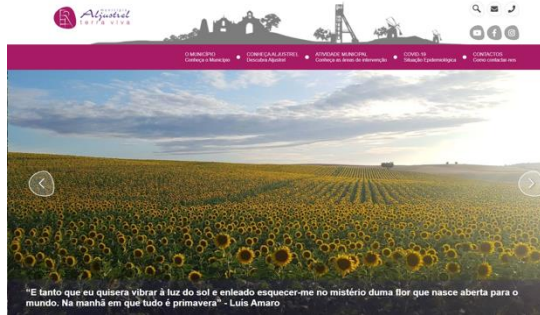 MUNICÍPIO
Aljustrel
terra viva
O MUNICÍPIO
Conheça o Município
CONHEÇA ALJUSTREL
Descubra Aljustrel
ATIVIDADE MUNICIPAL
Conheça as áreas de intervenção
COVID-19
Situação Epidemiológica
CONTACTOS
Como contactar-nos
"E tanto que eu quisera vibrar à luz do sol e enleado esquecer-me no mistério duma flor que nasce aberta para o
mundo. Na manhã em que tudo é primavera" - Luís Amaro